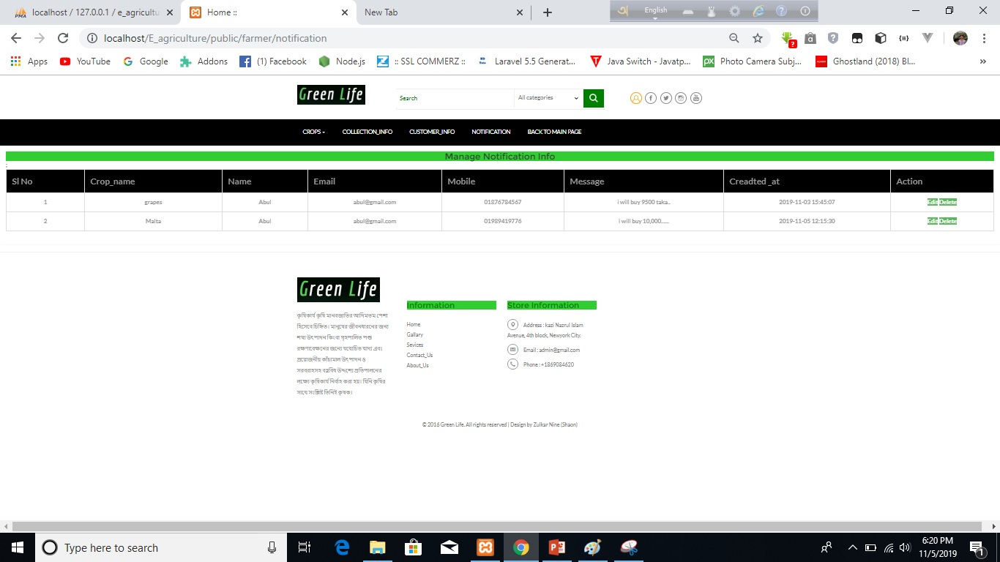 localhost / 127.0.0.1 / e_agricultu
Home ::
New Tab
English
localhost/E_agriculture/public/farmer/notification
Apps
YouTube
Google
Addons
(1) Facebook
Node.js
:: SSL COMMERZ ::
Laravel 5.5 Generat...
Java Switch - Javatp...
Photo Camera Subj...
Ghostland (2018) Bl...
»
Green Life
Search
All categories
CROPS
COLLECTION_INFO
CUSTOMER_INFO
NOTIFICATION
BACK TO MAIN PAGE
Manage Notification Info
;
Sl No Crop_name Name Email Mobile Message Creadted _at Action
1 grapes Abul abul@gmail.com 01876784567 i will buy 9500 taka.. 2019-11-03 15:45:07 Edit Delete
2 Malta Abul abul@gmail.com 01989419776 i will buy 10,000...... 2019-11-05 12:15:30 Edit Delete
Green Life
কৃষিকার্য কৃষি মানবজাতির আদিমতম পেশা
হিসেবে চিহ্নিত। মানুষের জীবনধারনের জন্য
শষ্য উৎপাদন কিংবা গৃহপালিত পশু
রক্ষণাবেক্ষনের জন্যে যথোচিত খাদ্য এবং
প্রয়োজনীয় কাঁচামাল উৎপাদন ও
সরবরাহসহ বহুবিধ উদ্দশ্যে প্রতিপালনের
লক্ষ্যে কৃষিকার্য নির্বাহ করা হয়। যিনি কৃষির
সাথে সংশ্লিষ্ট তিনিই কৃষক।
Information
Home
Gallary
Sevices
Contact_Us
About_Us
Store Information
Address : kazi Nazrul Islam
Avenue, 4th block, Newyork City.
Email : admin@gmail.com
Phone : +1869084620
© 2016 Green Life. All rights reserved | Design by Zulkar Nine (Shaon)
Type here to search
6:20 PM
11/5/2019
1